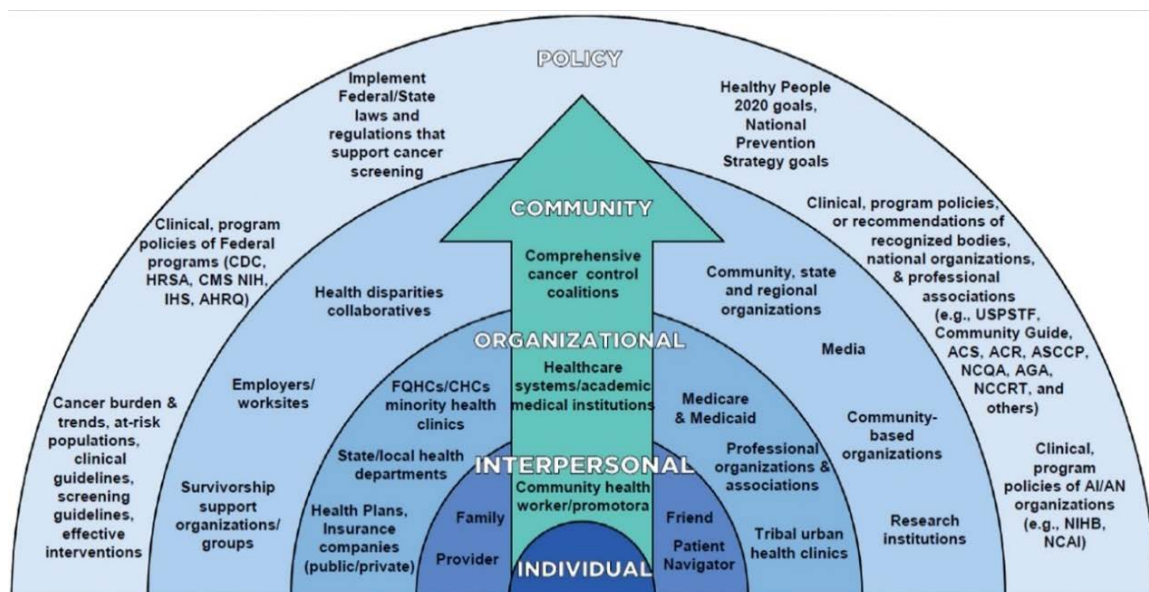 POLICY
Implement
Federal/State
laws and
regulations that
support cancer
screening
Healthy People
2020 goals,
National
Prevention
Strategy goals
Clinical, program
policies of Federal
programs (CDC,
HRSA, CMS NIH,
IHS, AHRQ)
Clinical, program policies,
or recommendations of
recognized bodies,
national organizations,
& professional
associations
(e.g., USPSTF,
Community Guide,
ACS, ACR, ASCCP,
NCQA, AGA,
NCCRT, and
others)
Cancer burden &
trends, at-risk
populations,
clinical
guidelines,
screening
guidelines,
effective
interventions
Clinical,
program
policies of AI/AN
organizations
(e.g., NIHB,
NCAI)
COMMUNITY
Comprehensive
cancer control
coalitions
Health disparities
collaboratives
Community, state
and regional
organizations
Employers/
worksites
Media
Survivorship
support
organizations/
groups
Community-
based
organizations
Research
institutions
ORGANIZATIONAL
Healthcare
systems/academic
medical institutions
FQHCs/CHCs
minority health
clinics
Medicare
& Medicaid
State/local health
departments
Professional
organizations &
associations
Health Plans,
Insurance
companies
(public/private)
Tribal urban
health clinics
INTERPERSONAL
Community health
worker/promotora
Family
Friend
Provider
Patient
Navigator
INDIVIDUAL